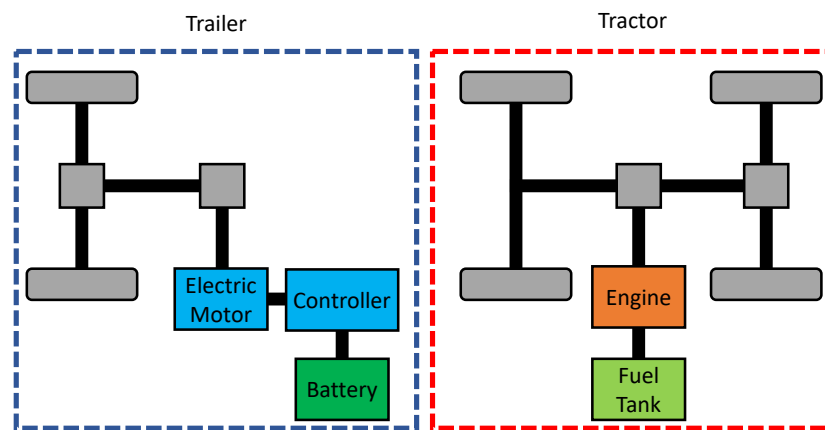 Trailer
Tractor
Electric
Motor
Controller
Battery
Engine
Fuel
Tank